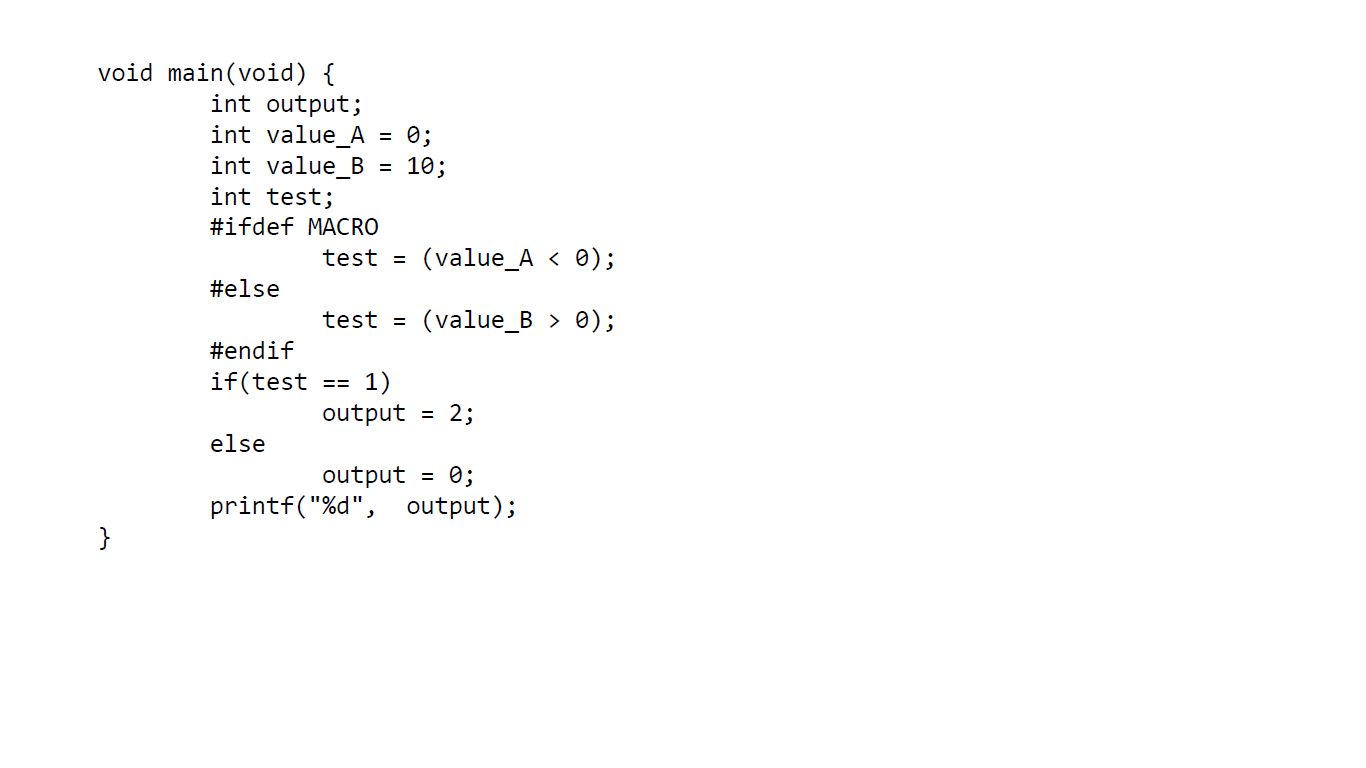 void main(void) {
int output;
int value_A = 0;
int value_B = 10;
int test;
#ifdef MACRO
test = (value_A < 0);
#else
test = (value_B > 0);
#endif
if(test == 1)
output = 2;
else
output = 0;
printf("%d",  output);
}